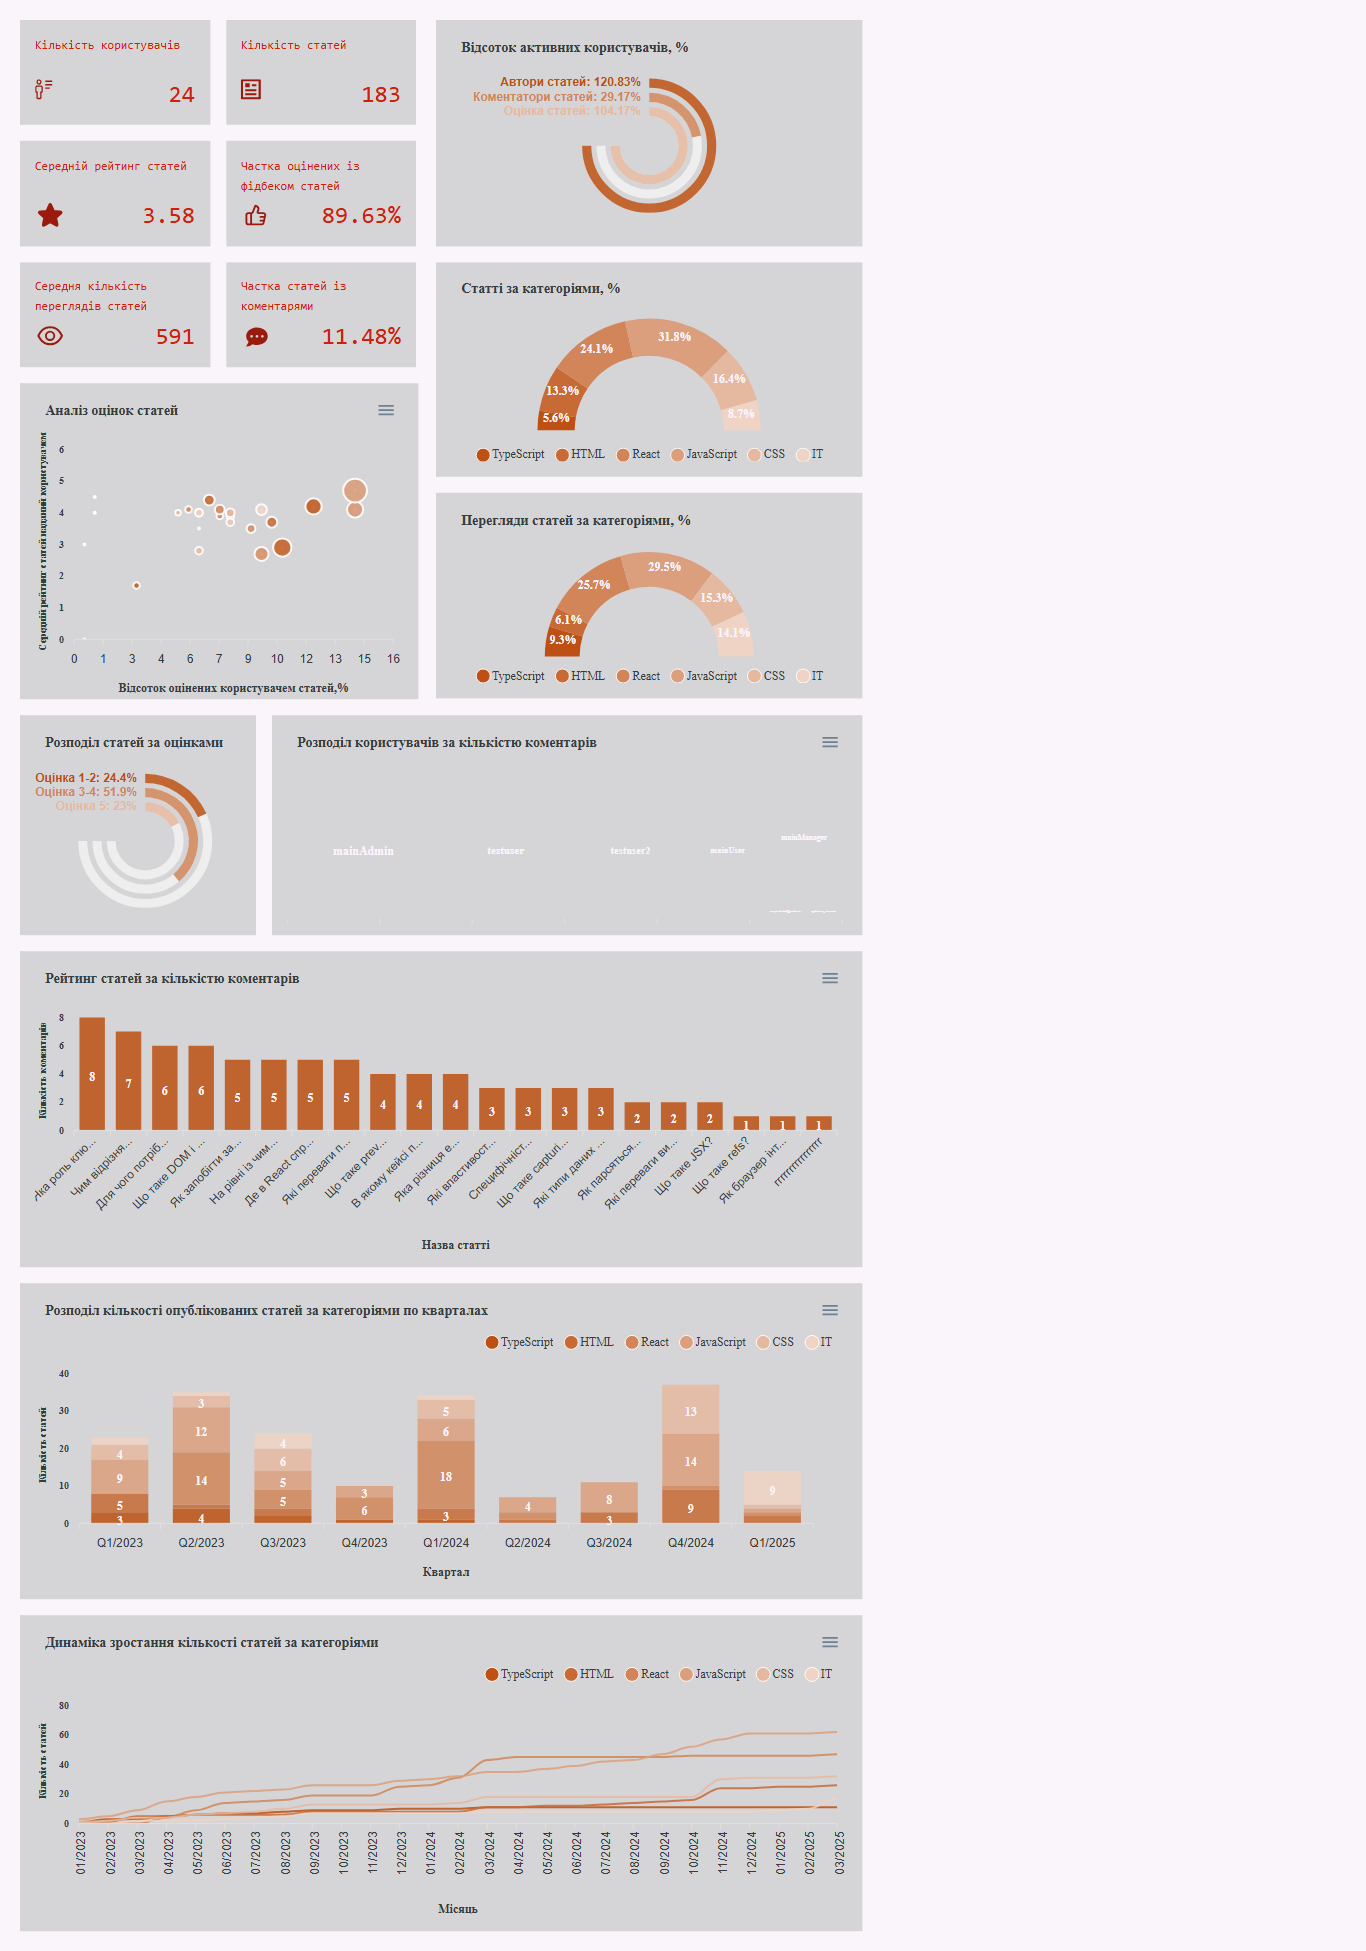 Кількість користувачів
24
Кількість статей
183
Середній рейтинг статей
3.58
Частка оцінених із
фідбеком статей
89.63%
Середня кількість
переглядів статей
591
Частка статей із
коментарями
11.48%
Відсоток активних користувачів, %
Автори статей: 120.83%
Коментатори статей: 29.17%
Оцінка статей: 104.17%
Статті за категоріями, %
5.6%
13.3%
24.1%
31.8%
16.4%
8.7%
TypeScript HTML React JavaScript CSS IT
Аналіз оцінок статей
Середній рейтинг статей наданий користувачем
6
5
4
3
2
1
0
0 1 3 4 6 7 9 10 12 13 15 16
Відсоток оцінених користувачем статей,%
Перегляди статей за категоріями, %
9.3%
6.1%
25.7%
29.5%
15.3%
14.1%
TypeScript HTML React JavaScript CSS IT
Розподіл статей за оцінками
Оцінка 1-2: 24.4%
Оцінка 3-4: 51.9%
Оцінка 5: 23%
Розподіл користувачів за кількістю коментарів
mainAdmin
testuser
testuser2
mainUser
mainManager
Рейтинг статей за кількістю коментарів
Кількість коментарів
8
6
4
2
0
8 7 6 6 5 5 5 5 4 4 4 3 3 3 3 2 2 2 1 1 1
Яка роль клю...
Чим відрізня...
Для чого потріб...
Що таке DOM і ...
Як запобігти за...
На рівні із чим...
Де в React спр...
Які переваги п...
Що таке prev...
В якому кейсі п...
Яка різниця е...
Які властивост...
Специфічніст...
Що таке capturi...
Які типи даних ...
Як парсяться...
Які переваги ви...
Що таке JSX?
Що таке refs?
Як браузер інт...
rrrrrrrrrrrrrr
Назва статті
Розподіл кількості опублікованих статей за категоріями по кварталах
TypeScript HTML React JavaScript CSS IT
Кількість статей
40
30
20
10
0
4
9
5
3
3
12
14
4
4
6
5
5
3
6
5
6
18
3
4
8
3
13
14
9
9
Q1/2023 Q2/2023 Q3/2023 Q4/2023 Q1/2024 Q2/2024 Q3/2024 Q4/2024 Q1/2025
Квартал
Динаміка зростання кількості статей за категоріями
TypeScript HTML React JavaScript CSS IT
Кількість статей
80
60
40
20
0
01/2023 02/2023 03/2023 04/2023 05/2023 06/2023 07/2023 08/2023 09/2023 10/2023 11/2023 12/2023 01/2024 02/2024 03/2024 04/2024 05/2024 06/2024 07/2024 08/2024 09/2024 10/2024 11/2024 12/2024 01/2025 02/2025 03/2025
Місяць